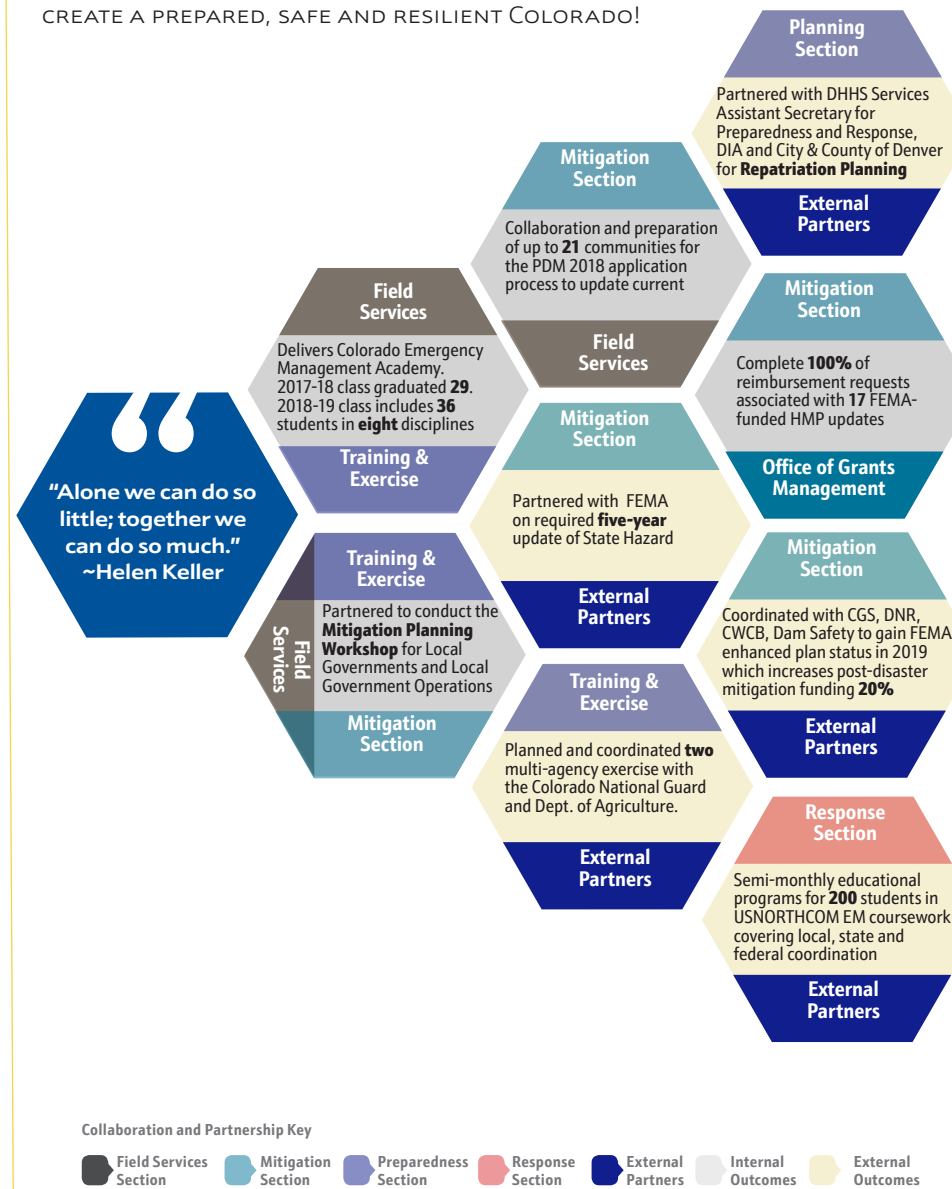 CREATE A PREPARED, SAFE AND RESILIENT COLORADO!
Planning
Section
Partnered with DHHS Services
Assistant Secretary for
Preparedness and Response,
DIA and City & County of Denver
for Repatriation Planning
External
Partners
Mitigation
Section
Collaboration and preparation
of up to 21 communities for
the PDM 2018 application
process to update current
Field
Services
Mitigation
Section
Complete 100% of
reimbursement requests
associated with 17 FEMA-
funded HMP updates
Office of Grants
Management
Field
Services
Delivers Colorado Emergency
Management Academy.
2017-18 class graduated 29.
2018-19 class includes 36
students in eight disciplines
Training &
Exercise
“
"Alone we can do so
little; together we
can do so much."
~Helen Keller
Mitigation
Section
Partnered with FEMA
on required five-year
update of State Hazard
External
Partners
Training &
Exercise
Field
Services
Partnered to conduct the
Mitigation Planning
Workshop for Local
Governments and Local
Government Operations
Mitigation
Section
Mitigation
Section
Coordinated with CGS, DNR,
CWCB, Dam Safety to gain FEMA
enhanced plan status in 2019
which increases post-disaster
mitigation funding 20%
External
Partners
Training &
Exercise
Planned and coordinated two
multi-agency exercise with
the Colorado National Guard
and Dept. of Agriculture.
External
Partners
Response
Section
Semi-monthly educational
programs for 200 students in
USNORTHCOM EM coursework
covering local, state and
federal coordination
External
Partners
Collaboration and Partnership Key
Field Services
Section
Mitigation
Section
Preparedness
Section
Response
Section
External
Partners
Internal
Outcomes
External
Outcomes